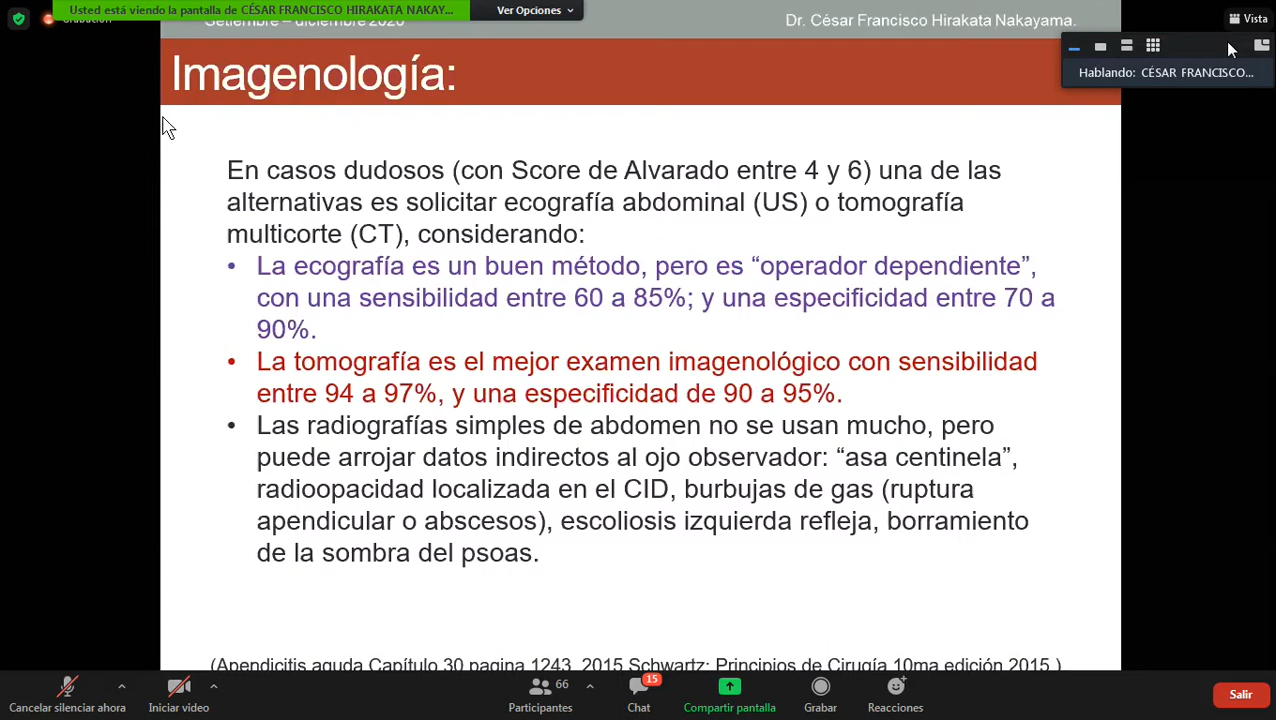 Grabación
Usted está viendo la pantalla de CÉSAR FRANCISCO HIRAKATA NAKAY...
Ver Opciones
Setiembre – diciembre 2020
Dr. César Francisco Hirakata Nakayama.
Vista
Hablando: CÉSAR FRANCISCO...
Imagenología:
En casos dudosos (con Score de Alvarado entre 4 y 6) una de las
alternativas es solicitar ecografía abdominal (US) o tomografía
multicorte (CT), considerando:
• La ecografía es un buen método, pero es “operador dependiente”,
con una sensibilidad entre 60 a 85%; y una especificidad entre 70 a
90%.
• La tomografía es el mejor examen imagenológico con sensibilidad
entre 94 a 97%, y una especificidad de 90 a 95%.
• Las radiografías simples de abdomen no se usan mucho, pero
puede arrojar datos indirectos al ojo observador: “asa centinela”,
radioopacidad localizada en el CID, burbujas de gas (ruptura
apendicular o abscesos), escoliosis izquierda refleja, borramiento
de la sombra del psoas.
(Apendicitis aguda Capítulo 30 pagina 1243. 2015 Schwartz: Principios de Cirugía 10ma edición 2015.)
Cancelar silenciar ahora
Iniciar video
66
Participantes
15
Chat
Compartir pantalla
Grabar
Reacciones
Salir